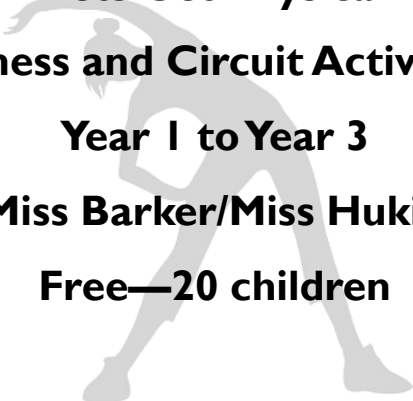 ness and Circuit Activ
Year 1 to Year 3
Miss Barker/Miss Huki
Free—20 children